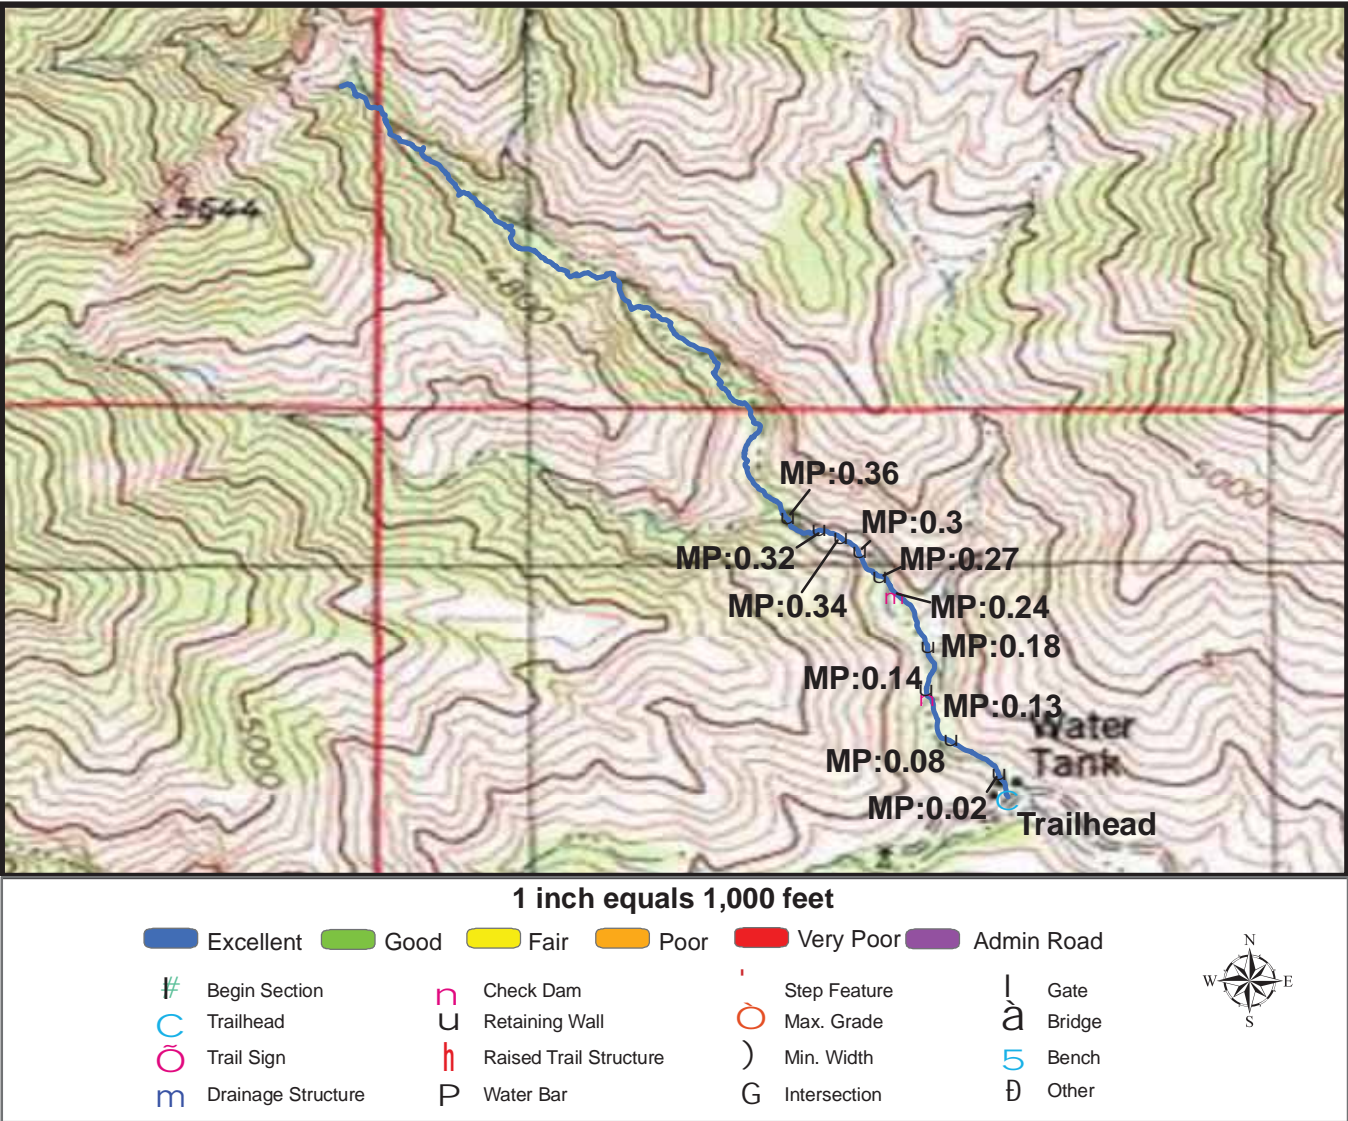 x 5644
4800
5000
MP:0.36
MP:0.3
MP:0.32
MP:0.27
MP:0.34
MP:0.24
MP:0.18
MP:0.14
MP:0.13
5000
Water
Tank
MP:0.08
MP:0.02
Trailhead
u
u
u
u
u
m
u
u
n
u
u
C
1 inch equals 1,000 feet
Excellent Good Fair Poor Very Poor Admin Road
# Begin Section n Check Dam ' Step Feature | Gate
C Trailhead u Retaining Wall Ò Max. Grade à Bridge
Õ Trail Sign h Raised Trail Structure ) Min. Width 5 Bench
m Drainage Structure P Water Bar G Intersection Ð Other
N
W E
S